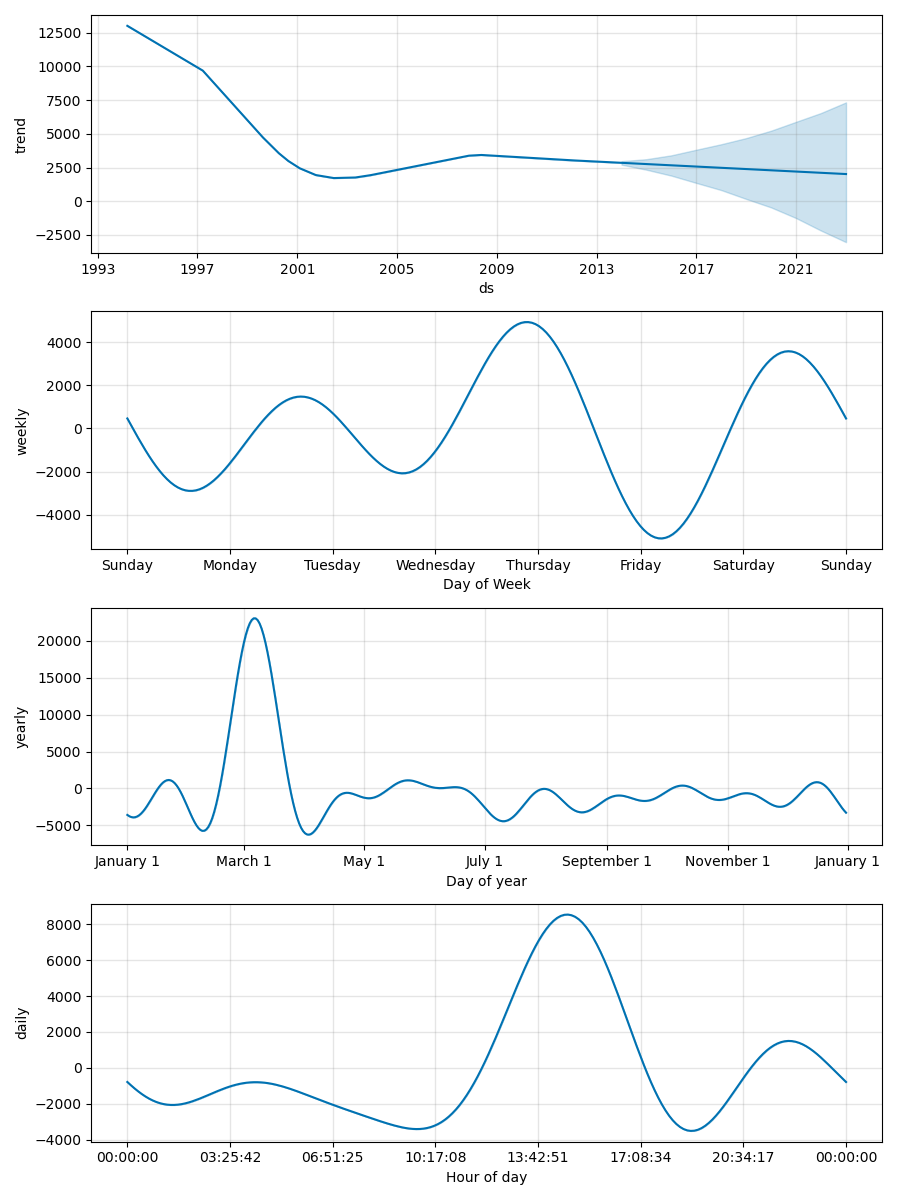 12500
10000
7500
5000
2500
0
−2500
trend
1993 1997 2001 2005 2009 2013 2017 2021
ds
4000
2000
0
−2000
−4000
weekly
Sunday Monday Tuesday Wednesday Thursday Friday Saturday Sunday
Day of Week
20000
15000
10000
5000
0
−5000
yearly
January 1 March 1 May 1 July 1 September 1 November 1 January 1
Day of year
8000
6000
4000
2000
0
−2000
−4000
daily
00:00:00 03:25:42 06:51:25 10:17:08 13:42:51 17:08:34 20:34:17 00:00:00
Hour of day